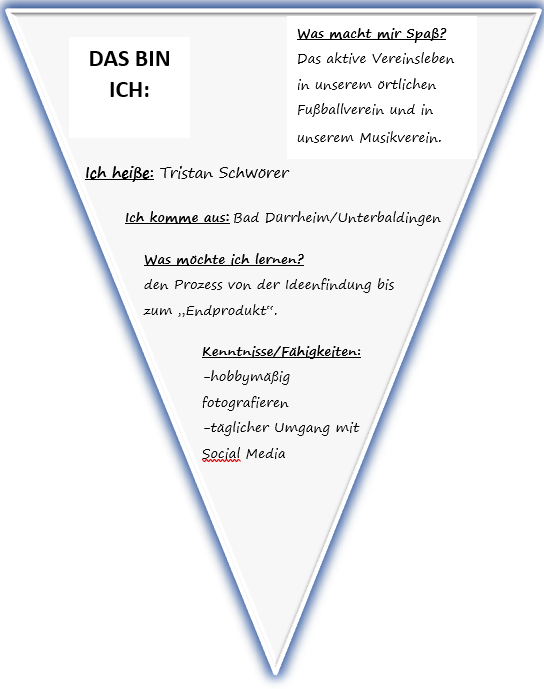 DAS BIN
ICH:
Was macht mir Spaß?
Das aktive Vereinsleben
in unserem örtlichen
Fußballverein und in
unserem Musikverein.
Ich heiße: Tristan Schwörer
Ich komme aus: Bad Dürrheim/Unterbaldingen
Was möchte ich lernen?
den Prozess von der Ideenfindung bis
zum „Endprodukt“.
Kenntnisse/Fähigkeiten:
-hobbymäßig
fotografieren
-täglicher Umgang mit
Social Media